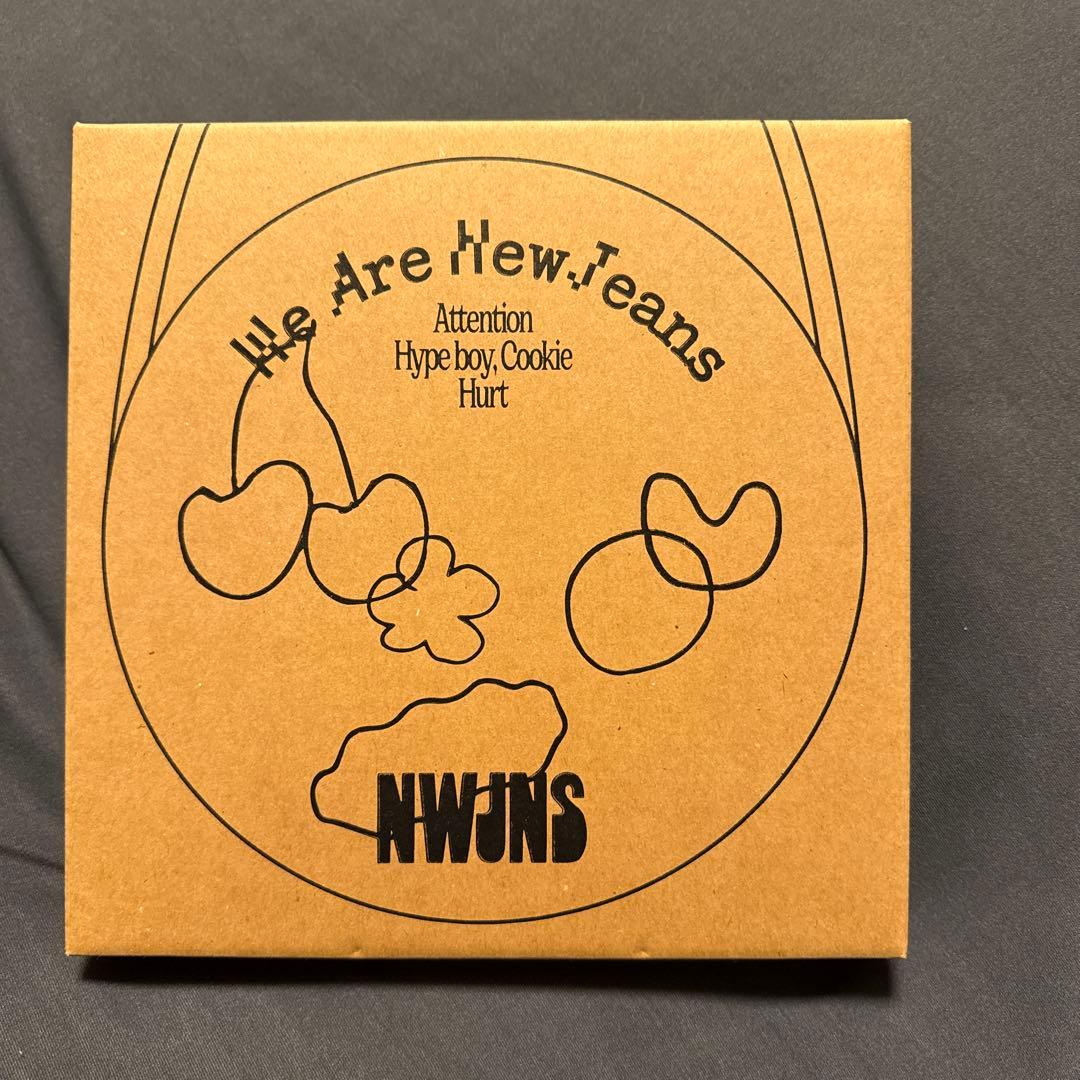 We Are NewJeans
Attention
Hype boy, Cookie
Hurt
NWJNS